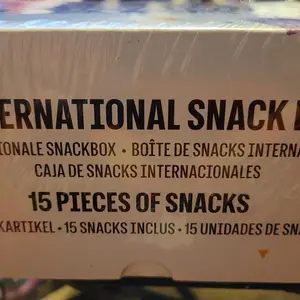 ERNATIONAL SNACK
IONALE SNACKBOX • BOÎTE DE SNACKS INTERNA
CAJA DE SNACKS INTERNACIONALES
15 PIECES OF SNACKS
KARTIKEL • 15 SNACKS INCLUS • 15 UNIDADES DE SNA